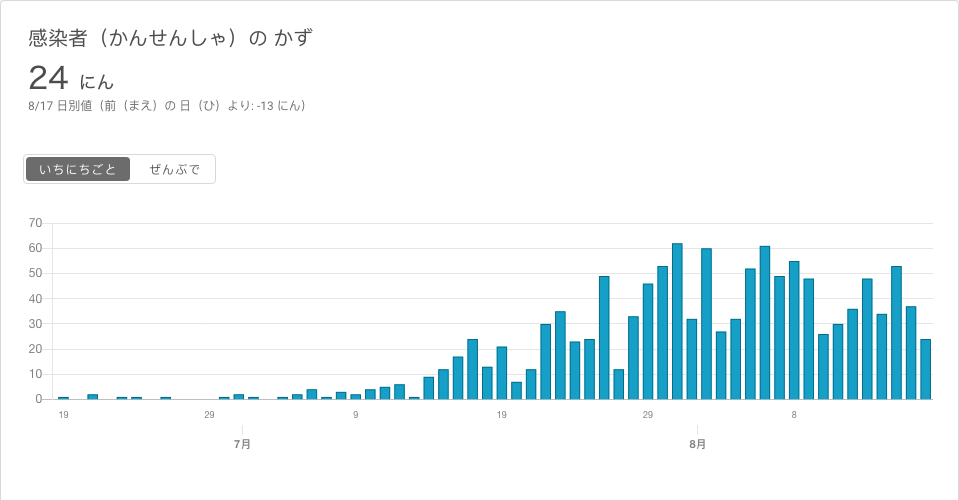 感染者（かんせんしゃ）の かず
24 にん
8/17 日別値（前（まえ）の 日（ひ）より: -13 にん）
いちにちごと ぜんぶで
70
60
50
40
30
20
10
0
19 29 9 19 29 8
7月 8月